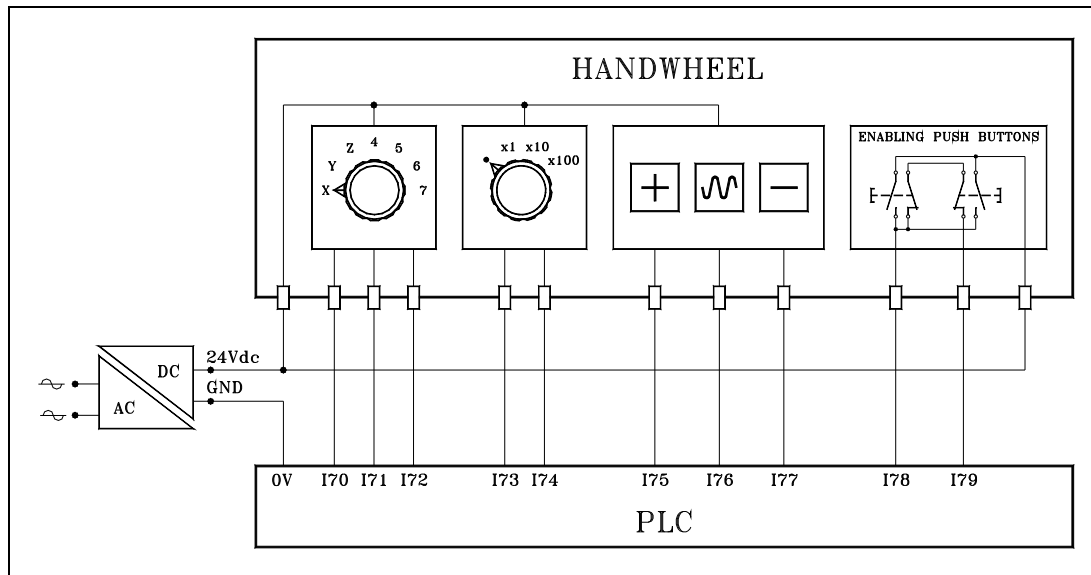 HANDWHEEL
X Y Z 4 5 6 7
x1 x10 x100
ENABLING PUSH BUTTONS
24Vdc
DC
GND
AC
0V I70 I71 I72 I73 I74 I75 I76 I77 I78 I79
PLC